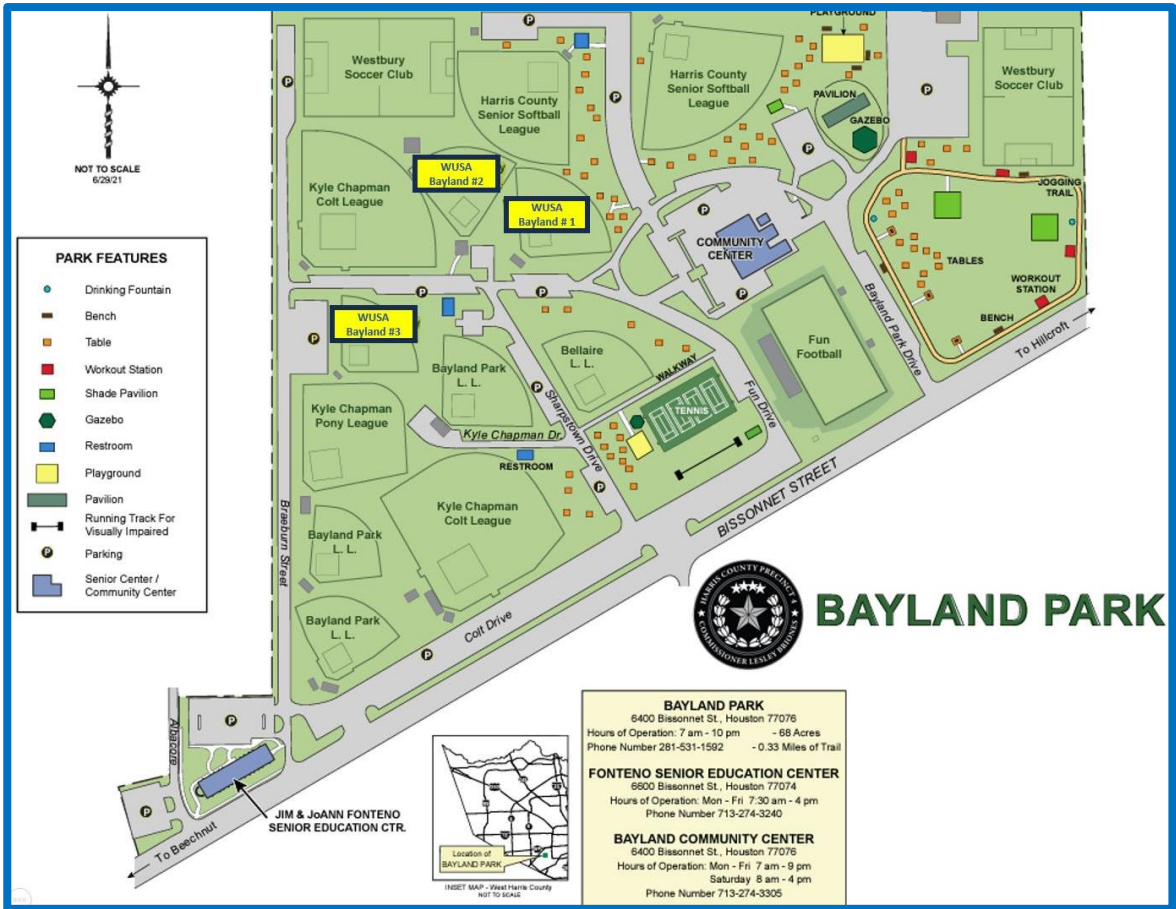 PLAYGROUND
Westbury
Soccer Club
Harris County
Senior Softball
League
Harris County
Senior Softball
League
PAVILION
GAZEBO
Westbury
Soccer Club
NOT TO SCALE
6/29/21
WUSA
Bayland #2
Kyle Chapman
Colt League
WUSA
Bayland # 1
JOGGING
TRAIL
COMMUNITY
CENTER
TABLES
WORKOUT
STATION
BENCH
Bayland Park Drive
To Hillcroft
PARK FEATURES
Drinking Fountain
Bench
Table
Workout Station
Shade Pavilion
Gazebo
Restroom
Playground
Pavilion
Running Track For
Visually Impaired
P Parking
Senior Center /
Community Center
WUSA
Bayland #3
Bayland Park
L. L.
Bellaire
L. L.
Fun
Football
WALKWAY
TENNIS
Fun Drive
Sharpstown Drive
Kyle Chapman
Pony League
Kyle Chapman Dr.
RESTROOM
Kyle Chapman
Colt League
Braeburn Street
Bayland Park
L. L.
Bayland Park
L. L.
Colt Drive
BISSONNET STREET
HARRIS COUNTY PRECINCT 4
COMMISSIONER LESLEY BRIONES
BAYLAND PARK
Albacore
To Beechnut
JIM & JoANN FONTENO
SENIOR EDUCATION CTR.
Location of
BAYLAND PARK
INSET MAP - West Harris County
NOT TO SCALE
BAYLAND PARK
6400 Bissonnet St., Houston 77076
Hours of Operation: 7 am - 10 pm - 68 Acres
Phone Number 281-531-1592 - 0.33 Miles of Trail
FONTENO SENIOR EDUCATION CENTER
6600 Bissonnet St., Houston 77074
Hours of Operation: Mon - Fri 7:30 am - 4 pm
Phone Number 713-274-3240
BAYLAND COMMUNITY CENTER
6400 Bissonnet St., Houston 77076
Hours of Operation: Mon - Fri 7 am - 9 pm
Saturday 8 am - 4 pm
Phone Number 713-274-3305